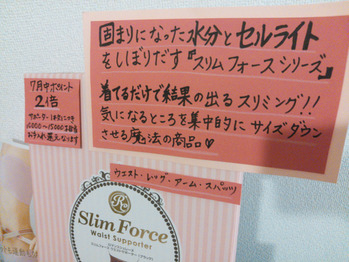 固まりになった水分とセルライト
をしぼりだす『スリムフォースシリーズ』
着てるだけで結果の出るスリミング!!
気になるところを集中的にサイズダウン
させる魔法の商品♡
7月中ポイント
2倍
ウエスト・レッグ・アーム・スパッツ
R
Slim Force
Waist Supporter